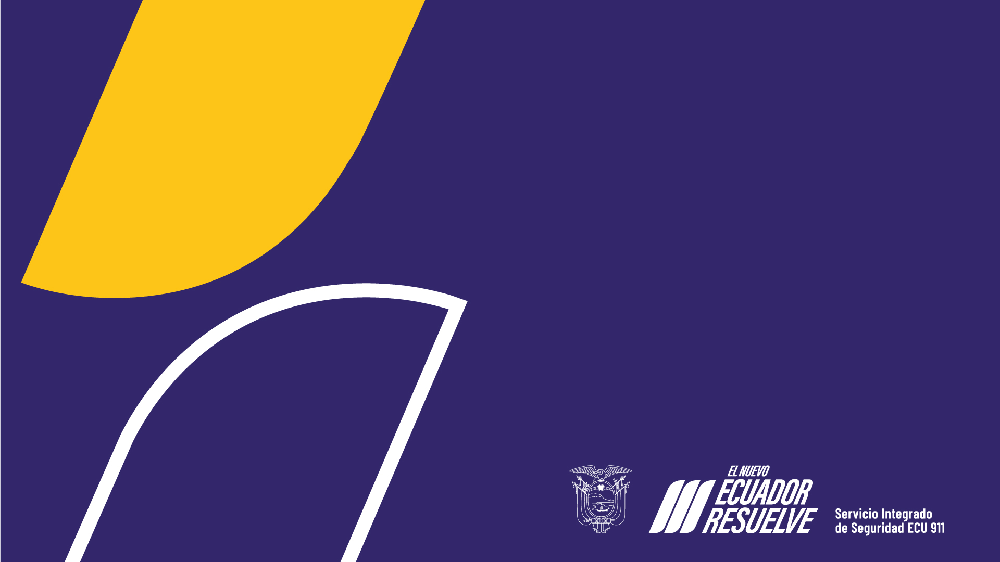 EL NUEVO
ECUADOR
RESUELVE
Servicio Integrado
de Seguridad ECU 911